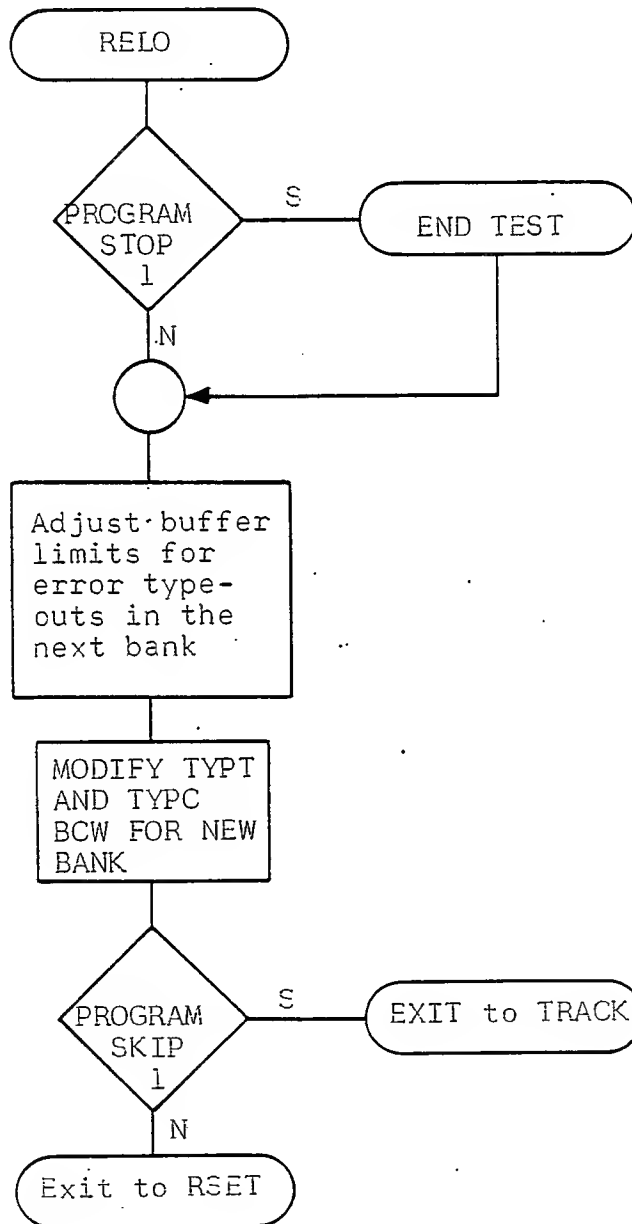 RELO
PROGRAM
STOP
1
S
END TEST
N
Adjust buffer
limits for
error type-
outs in the
next bank
MODIFY TYPT
AND TYPC
BCW FOR NEW
BANK
PROGRAM
SKIP
1
S
EXIT to TRACK
N
Exit to RSET